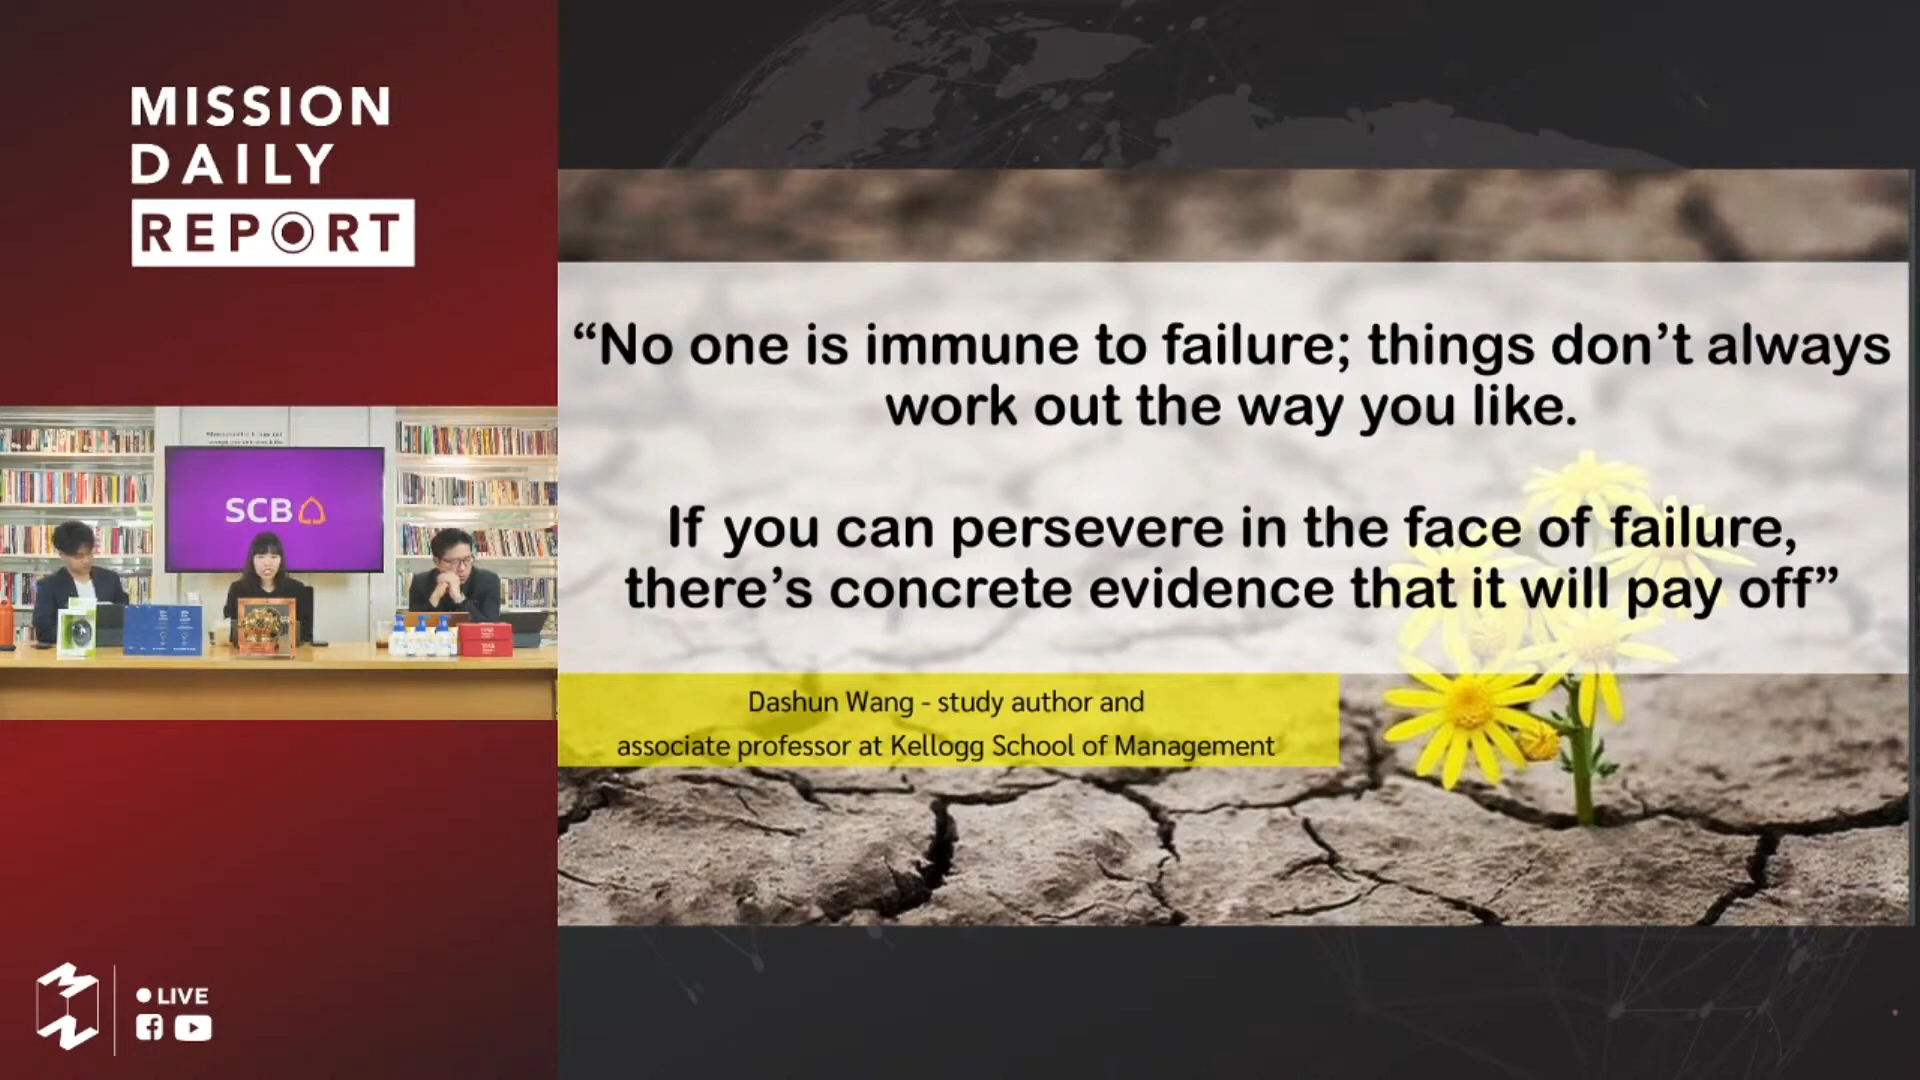 MISSION
DAILY
REPORT
SCB
“No one is immune to failure; things don’t always
work out the way you like.
If you can persevere in the face of failure,
there’s concrete evidence that it will pay off”
Dashun Wang - study author and
associate professor at Kellogg School of Management
LIVE